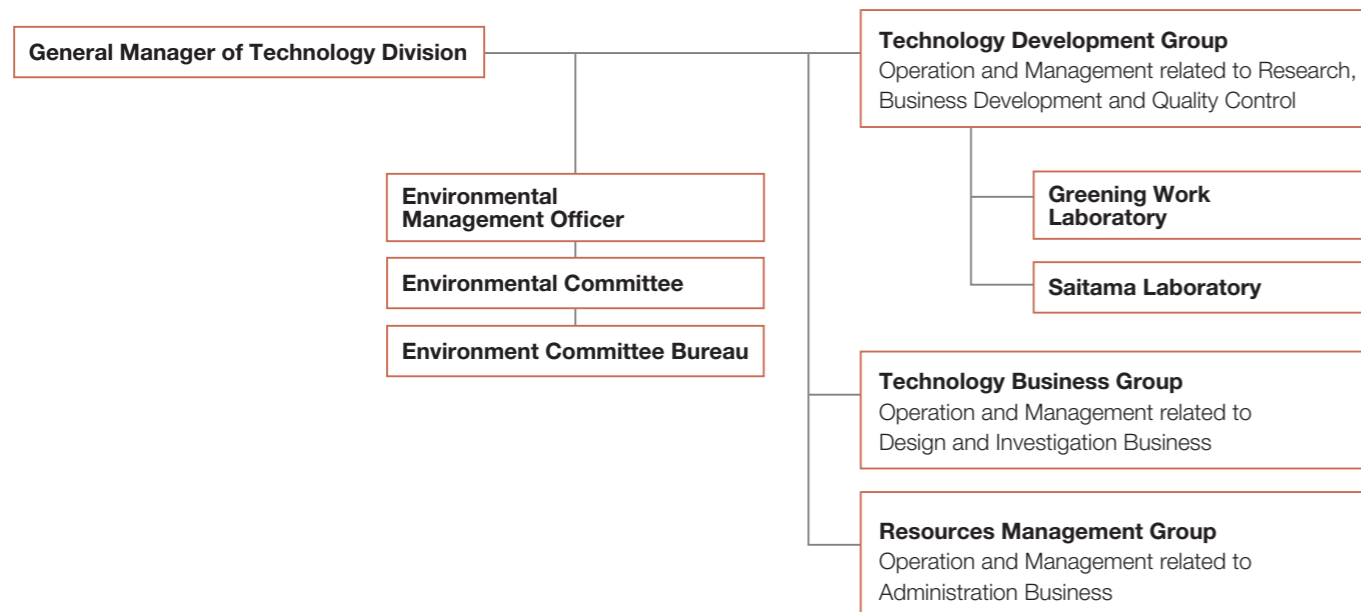 General Manager of Technology Division
Technology Development Group
Operation and Management related to Research,
Business Development and Quality Control
Environmental
Management Officer
Greening Work
Laboratory
Environmental Committee
Saitama Laboratory
Environment Committee Bureau
Technology Business Group
Operation and Management related to
Design and Investigation Business
Resources Management Group
Operation and Management related to
Administration Business